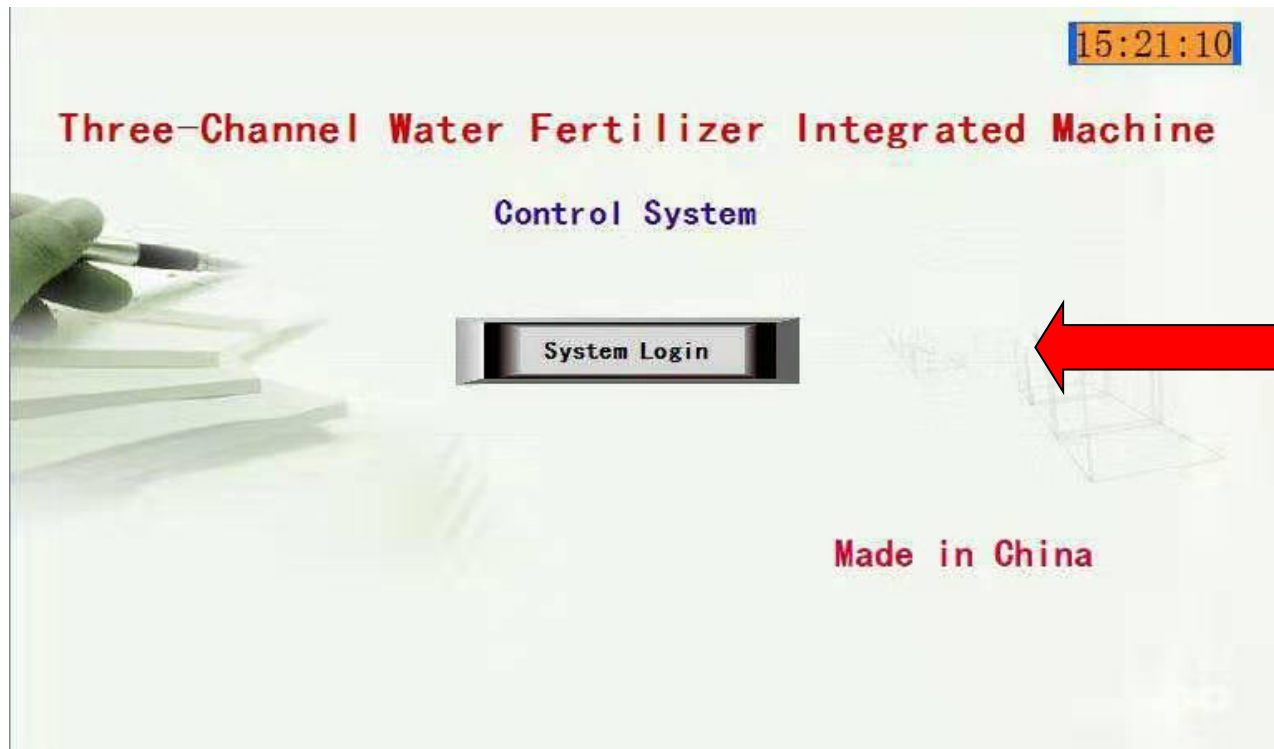 15:21:10
Three-Channel Water Fertilizer Integrated Machine
Control System
System Login
Made in China